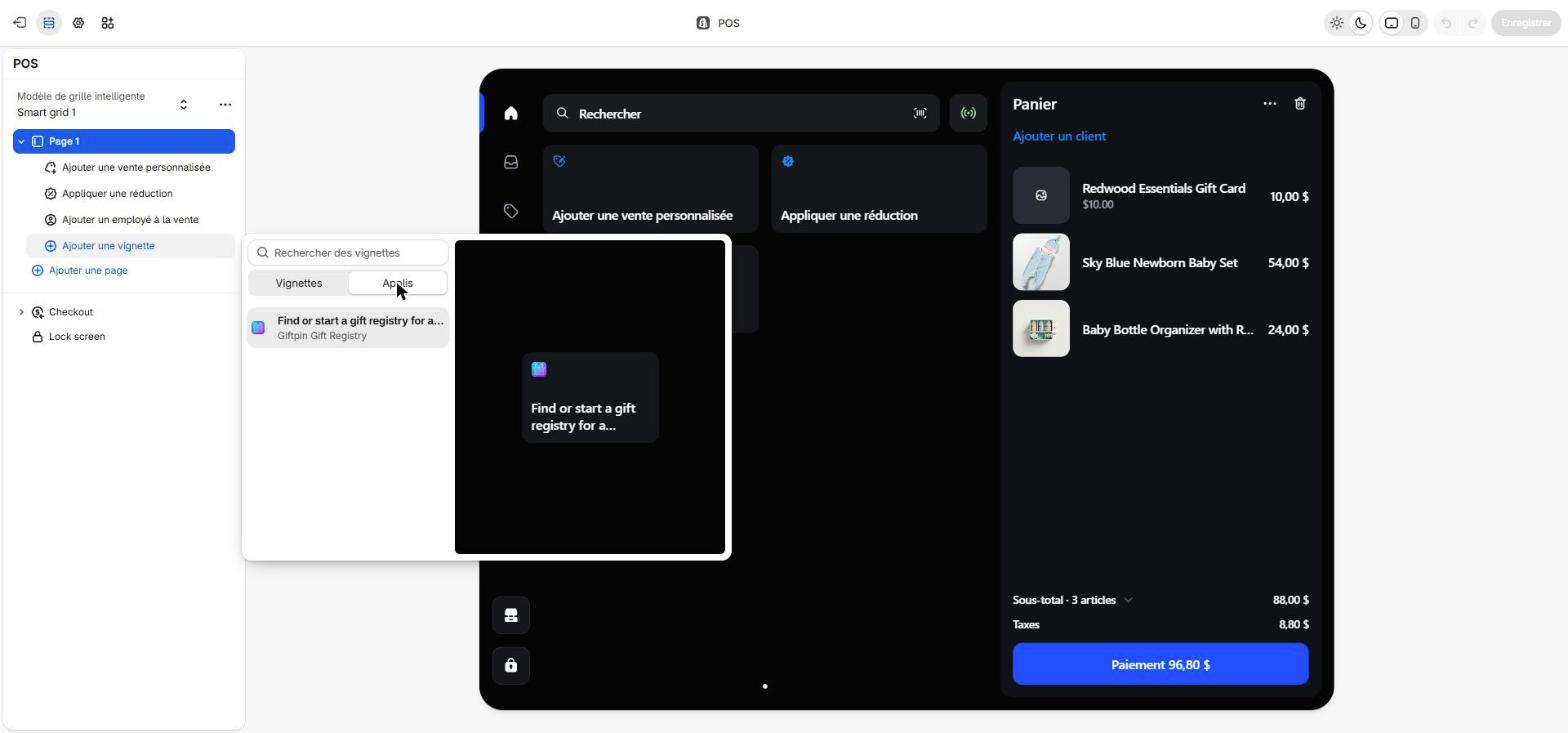 POS
Enregistrer
POS
Modèle de grille intelligente
Smart grid 1
Page 1
Ajouter une vente personnalisée
Appliquer une réduction
Ajouter un employé à la vente
Ajouter une vignette
Ajouter une page
Checkout
Lock screen
Rechercher des vignettes
Vignettes
Applis
Find or start a gift registry for a...
Giftpin Gift Registry
Find or start a gift
registry for a...
Rechercher
Ajouter une vente personnalisée
Appliquer une réduction
Panier
Ajouter un client
Redwood Essentials Gift Card
10,00 $
$10.00
Sky Blue Newborn Baby Set
54,00 $
Baby Bottle Organizer with R...
24,00 $
Sous-total · 3 articles
88,00 $
Taxes
8,80 $
Paiement 96,80 $